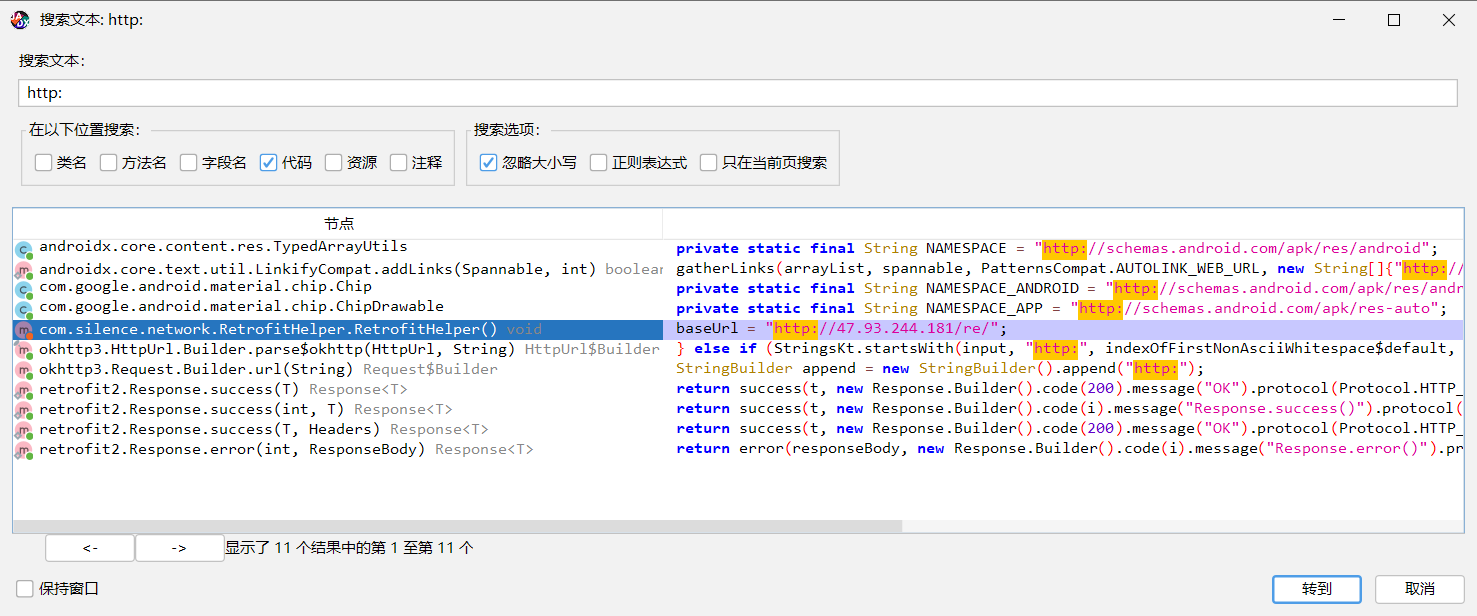 搜索文本: http:
搜索文本:
http:
在以下位置搜索: 搜索选项:
类名 方法名 字段名 代码 资源 注释 忽略大小写 正则表达式 只在当前页搜索
节点
androidx.core.content.res.TypedArrayUtils private static final String NAMESPACE = "http://schemas.android.com/apk/res/android";
androidx.core.text.util.LinkifyCompat.addLinks(Spannable, int) boolean gatherLinks(arrayList, spannable, PatternsCompat.AUTOLINK_WEB_URL, new String[]{"http://
com.google.android.material.chip.Chip private static final String NAMESPACE_ANDROID = "http://schemas.android.com/apk/res/andr
com.google.android.material.chip.ChipDrawable private static final String NAMESPACE_APP = "http://schemas.android.com/apk/res-auto";
com.silence.network.RetrofitHelper.RetrofitHelper() void baseUrl = "http://47.93.244.181/re/";
okhttp3.HttpUrl.Builder.parse$okhttp(HttpUrl, String) HttpUrl$Builder } else if (StringsKt.startsWith(input, "http:", indexOfFirstNonAsciiWhitespace$default,
okhttp3.Request.Builder.url(String) Request$Builder StringBuilder append = new StringBuilder().append("http:");
retrofit2.Response.success(T) Response<T> return success(t, new Response.Builder().code(200).message("OK").protocol(Protocol.HTTP_
retrofit2.Response.success(int, T) Response<T> return success(t, new Response.Builder().code(i).message("Response.success()").protocol(
retrofit2.Response.success(T, Headers) Response<T> return success(t, new Response.Builder().code(200).message("OK").protocol(Protocol.HTTP_
retrofit2.Response.error(int, ResponseBody) Response<T> return error(responseBody, new Response.Builder().code(i).message("Response.error()").pr
<- -> 显示了 11 个结果中的第 1 至第 11 个
保持窗口 转到 取消